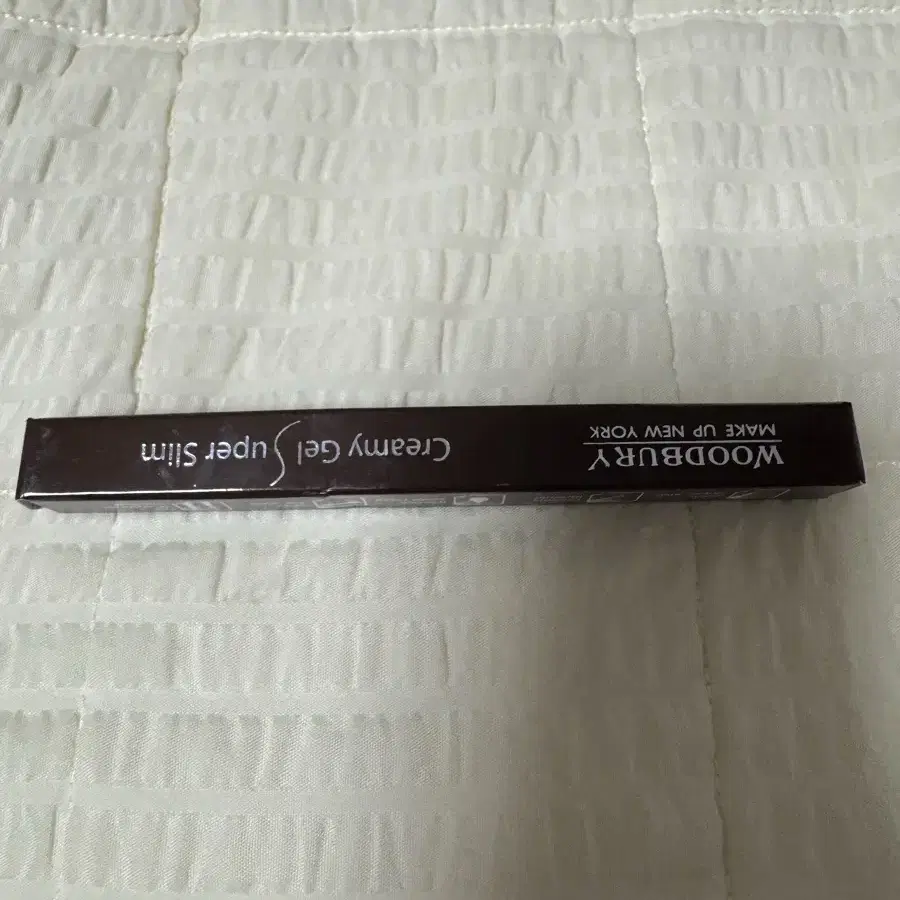 WOODBURY
MAKE UP NEW YORK
Creamy Gel Super Slim